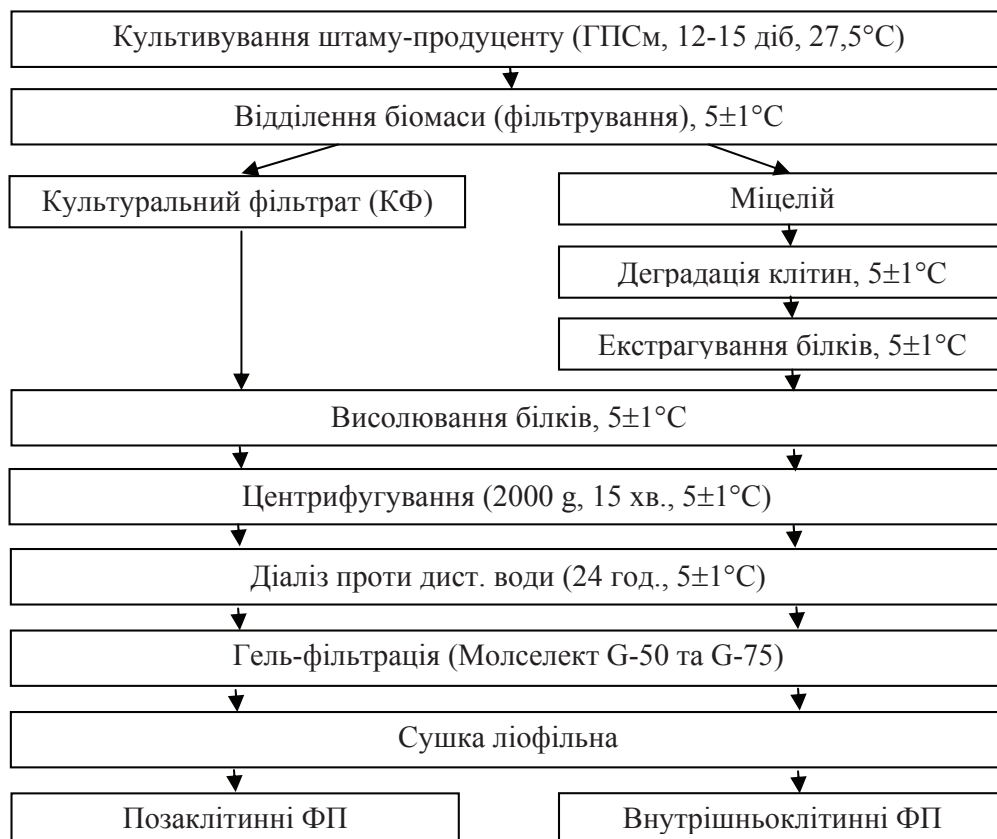 Культивування штаму-продуценту (ГПСм, 12-15 діб, 27,5°С)
Відділення біомаси (фільтрування), 5±1°С
Культуральний фільтрат (КФ)
Міцелій
Деградація клітин, 5±1°С
Екстрагування білків, 5±1°С
Висолювання білків, 5±1°С
Центрифугування (2000 g, 15 хв., 5±1°С)
Діаліз проти дист. води (24 год., 5±1°С)
Гель-фільтрація (Молселект G-50 та G-75)
Сушка ліофільна
Позаклітинні ФП
Внутрішньоклітинні ФП